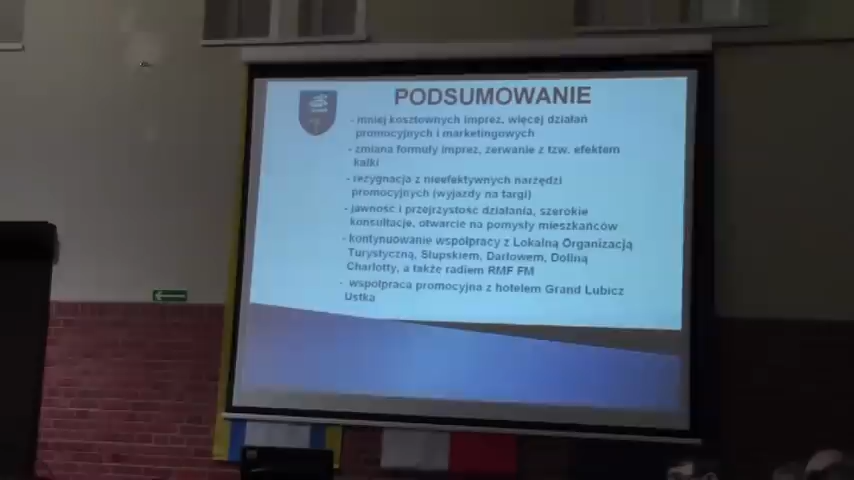 PODSUMOWANIE
- mniej kosztownych imprez, więcej działań
promocyjnych i marketingowych
- zmiana formuły imprez, zerwanie z tzw. efektem
kalki
- rezygnacja z nieefektywnych narzędzi
promocyjnych (wyjazdy na targi)
- jawność i przejrzystość działania, szerokie
konsultacje, otwarcie na pomysły mieszkańców
- kontynuowanie współpracy z Lokalną Organizacją
Turystyczną, Słupskiem, Darłowem, Doliną
Charlotty, a także radiem RMF FM
- współpraca promocyjna z hotelem Grand Lubicz
Ustka